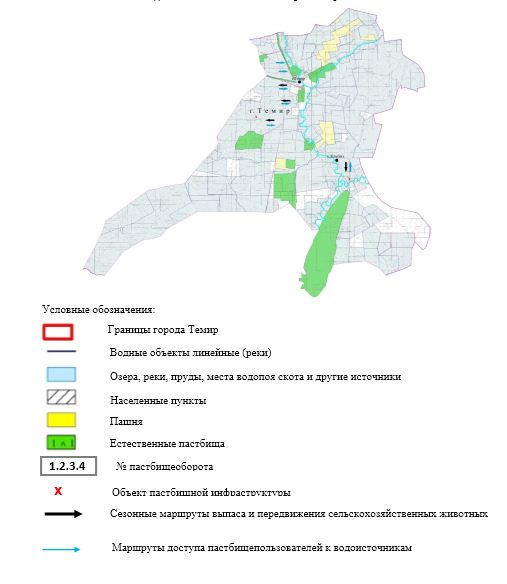 г. Темир
Условные обозначения:
Границы города Темир
Водные объекты линейные (реки)
Озера, реки, пруды, места водопоя скота и другие источники
Населенные пункты
Пашня
Естественные пастбища
1.2.3.4 № пастбищеоборота
X Объект пастбищной инфраструктуры
Сезонные маршруты выпаса и передвижения сельскохозяйственных животных
Маршруты доступа пастбищепользователей к водоисточникам